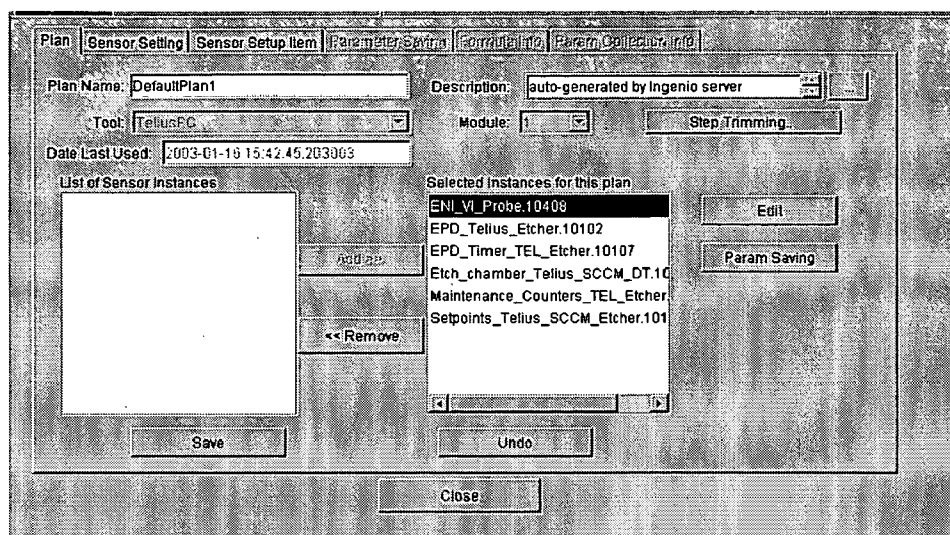 Plan Sensor Setting Sensor Setup Item Parameter Saving Formula Info Param Collection Info
Plan Name: DefaultPlan1 Description: auto-generated by Ingenio server ...
Tool: TeliusPC Module: 1 Step Trimming..
Date Last Used: 2003-01-16 15:42:45.203003
List of Sensor Instances Selected Instances for this plan
ENI_VI_Probe.10408 Edit
EPD_Telius_Etcher.10102
EPD_Timer_TEL_Etcher.10107 Param Saving
Add >>
Etch_chamber_Telius_SCCM_DT.10
Maintenance_Counters_TEL_Etcher.
Setpoints_Telius_SCCM_Etcher.101
<< Remove
Save Undo
Close